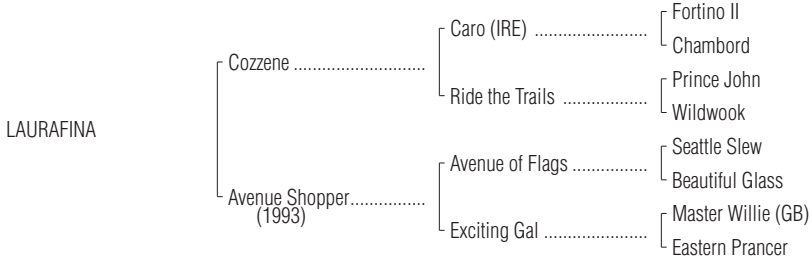 Fortino II
Caro (IRE) ........................
Chambord
Cozzene ............................
Prince John
Ride the Trails ..................
Wildwook
LAURAFINA
Seattle Slew
Avenue of Flags ................
Beautiful Glass
Avenue Shopper................
(1993)
Master Willie (GB)
Exciting Gal ......................
Eastern Prancer